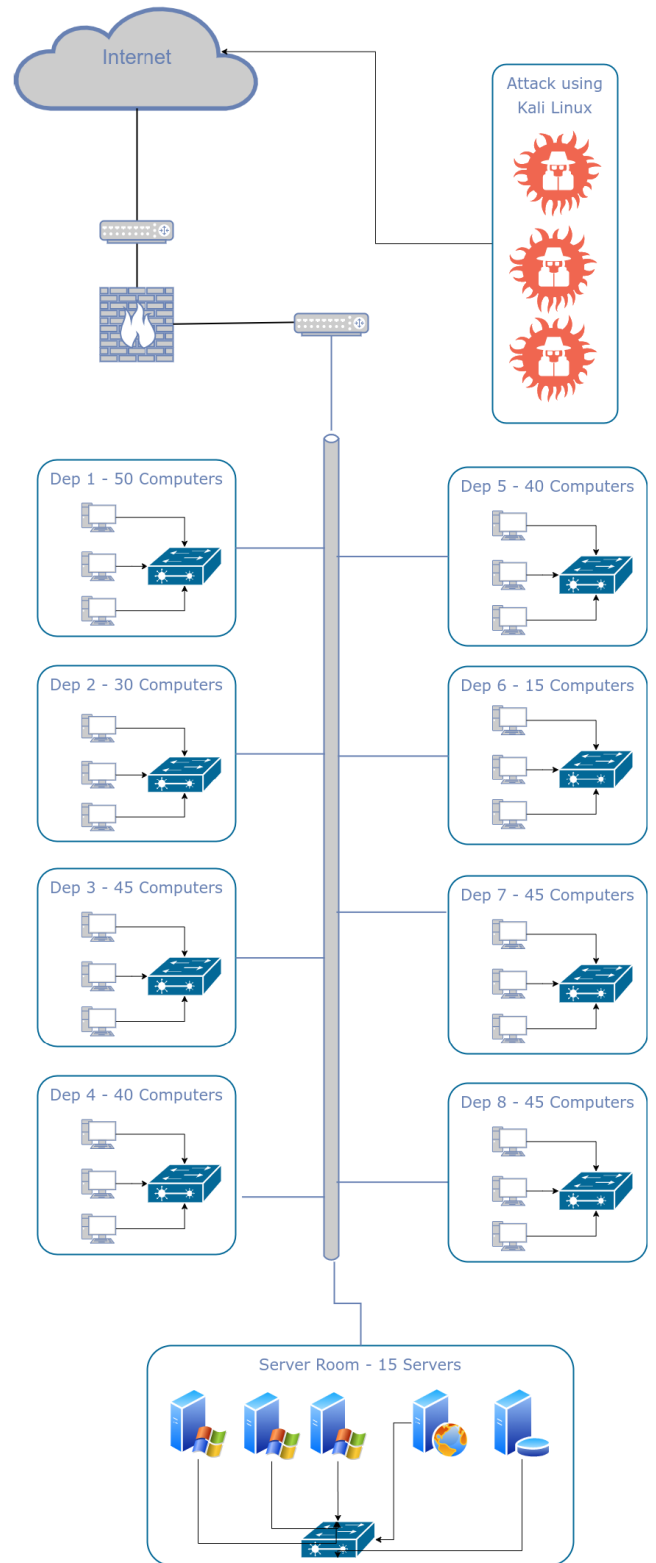 Internet
Attack using
Kali Linux
Dep 1 - 50 Computers
Dep 5 - 40 Computers
Dep 2 - 30 Computers
Dep 6 - 15 Computers
Dep 3 - 45 Computers
Dep 7 - 45 Computers
Dep 4 - 40 Computers
Dep 8 - 45 Computers
Server Room - 15 Servers